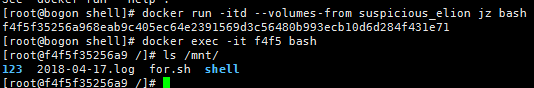 [root@bogon shell]# docker run -itd --volumes-from suspicious_elion jz bash
f4f5f35256a968eab9c405ec64e2391569d3c56480b993ecb10d6d284f431e71
[root@bogon shell]# docker exec -it f4f5 bash
[root@f4f5f35256a9 /]# ls /mnt/
123 2018-04-17.log for.sh shell
[root@f4f5f35256a9 /]#